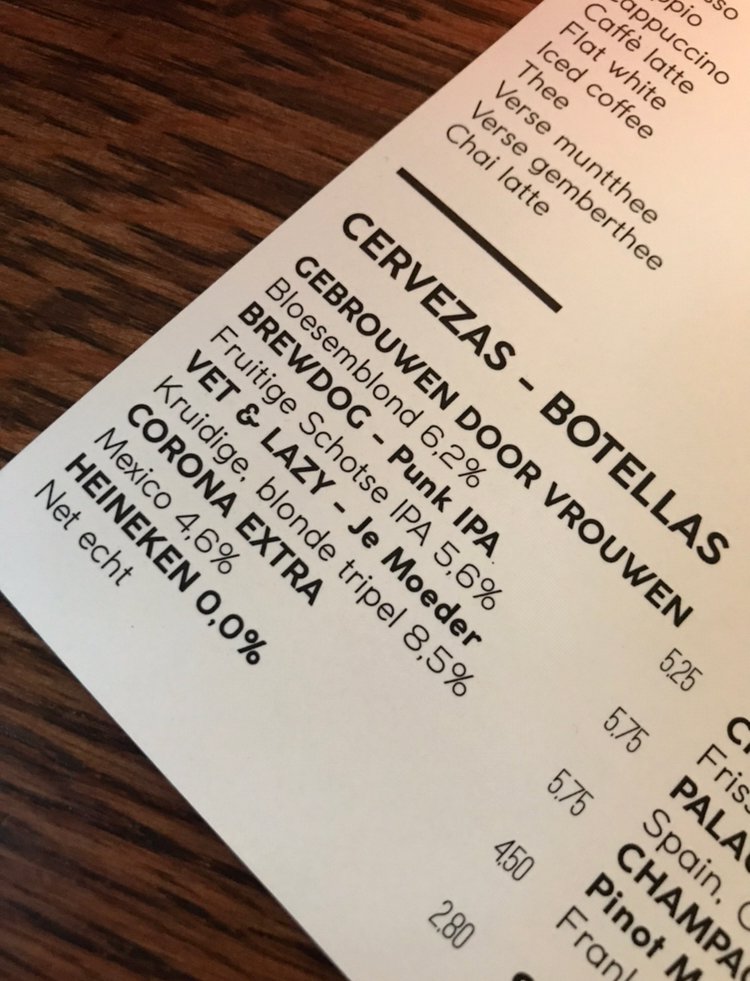 Cappuccino
Caffè latte
Flat white
Iced coffee
Thee
Verse muntthee
Verse gemberthee
Chai latte
CERVEZAS - BOTELLAS
GEBROUWEN DOOR VROUWEN
Bloesemblond 6,2% 5.25
BREWDOG - Punk IPA
Fruitige Schotse IPA 5,6% 5.75
VET & LAZY - Je Moeder
Kruidige, blonde tripel 8,5% 5.75
CORONA EXTRA
Mexico 4,6% 4.50
HEINEKEN 0,0%
Net echt 2.80
Spain,
Pinot